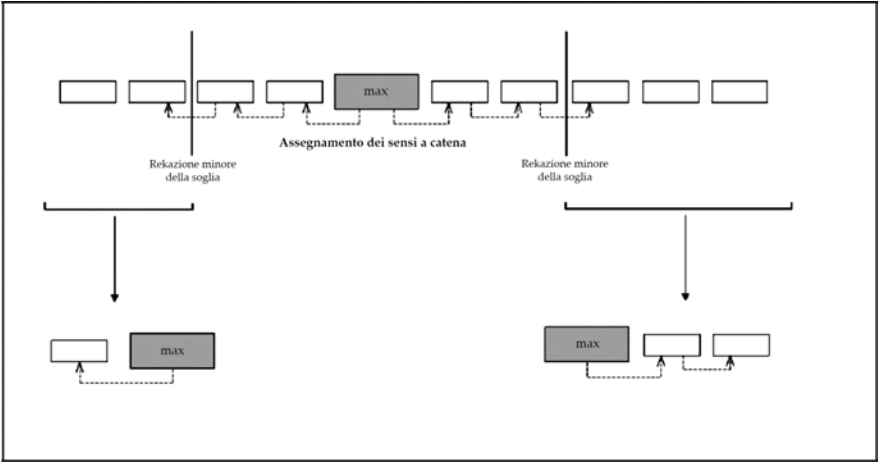 max
Assegnamento dei sensi a catena
Rekazione minore
della soglia
Rekazione minore
della soglia
max
max